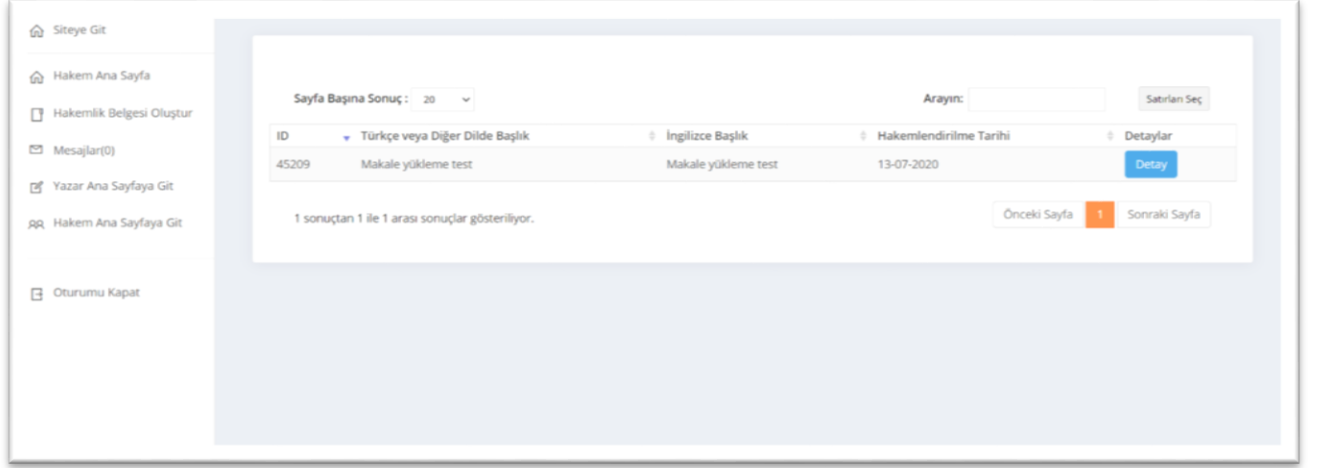 Siteye Git
Hakem Ana Sayfa
Hakemlik Belgesi Oluştur
Mesajlar(0)
Yazar Ana Sayfaya Git
Hakem Ana Sayfaya Git
Oturumu Kapat
Sayfa Başına Sonuç : 20
Arayın:
Satırları Seç
ID Türkçe veya Diğer Dilde Başlık İngilizce Başlık Hakemlendirilme Tarihi Detaylar
45209 Makale yükleme test Makale yükleme test 13-07-2020 Detay
1 sonuçtan 1 ile 1 arası sonuçlar gösteriliyor.
Önceki Sayfa 1 Sonraki Sayfa